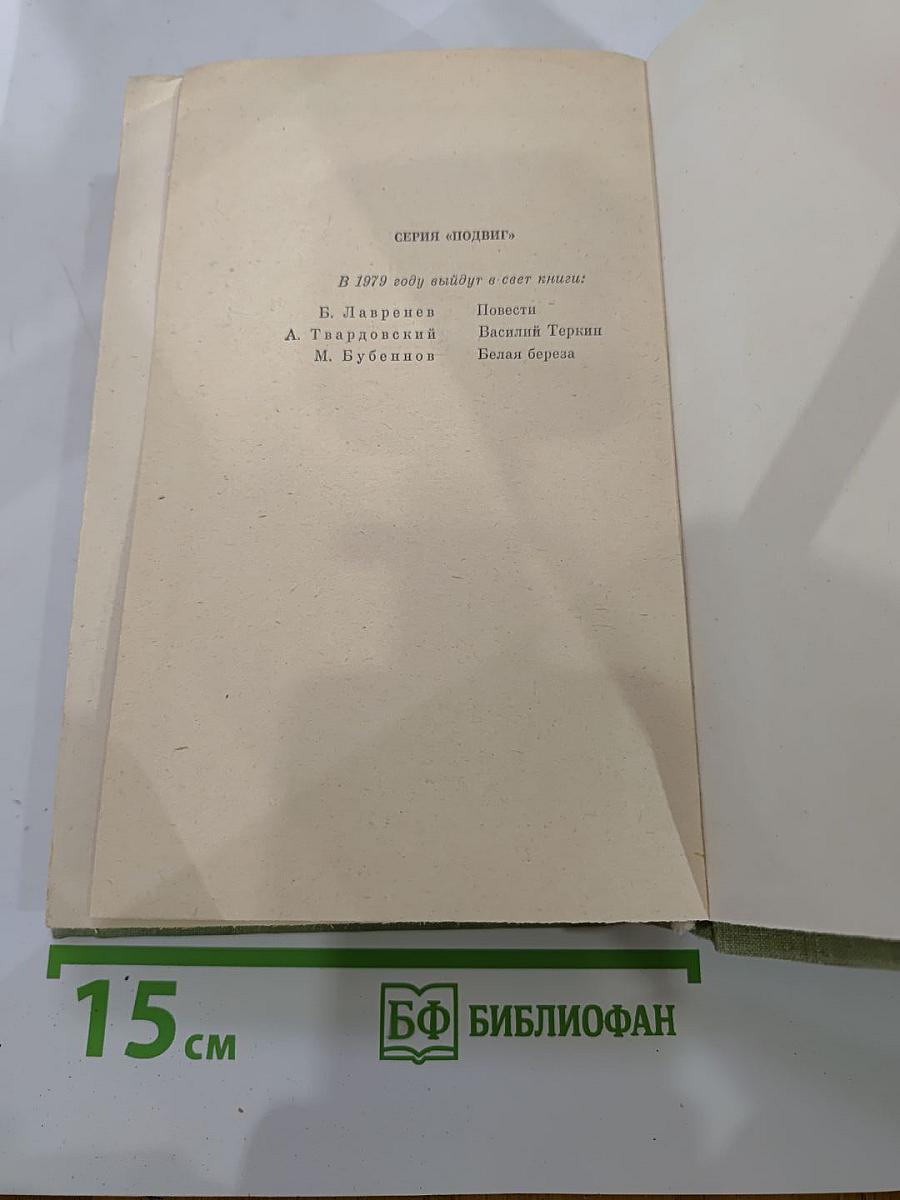 СЕРИЯ «ПОДВИГ»
В 1979 году выйдут в свет книги:
Б. Лавренев Повести
А. Твардовский Василий Теркин
М. Бубеннов Белая береза
15 см
БФ БИБЛИОФАН